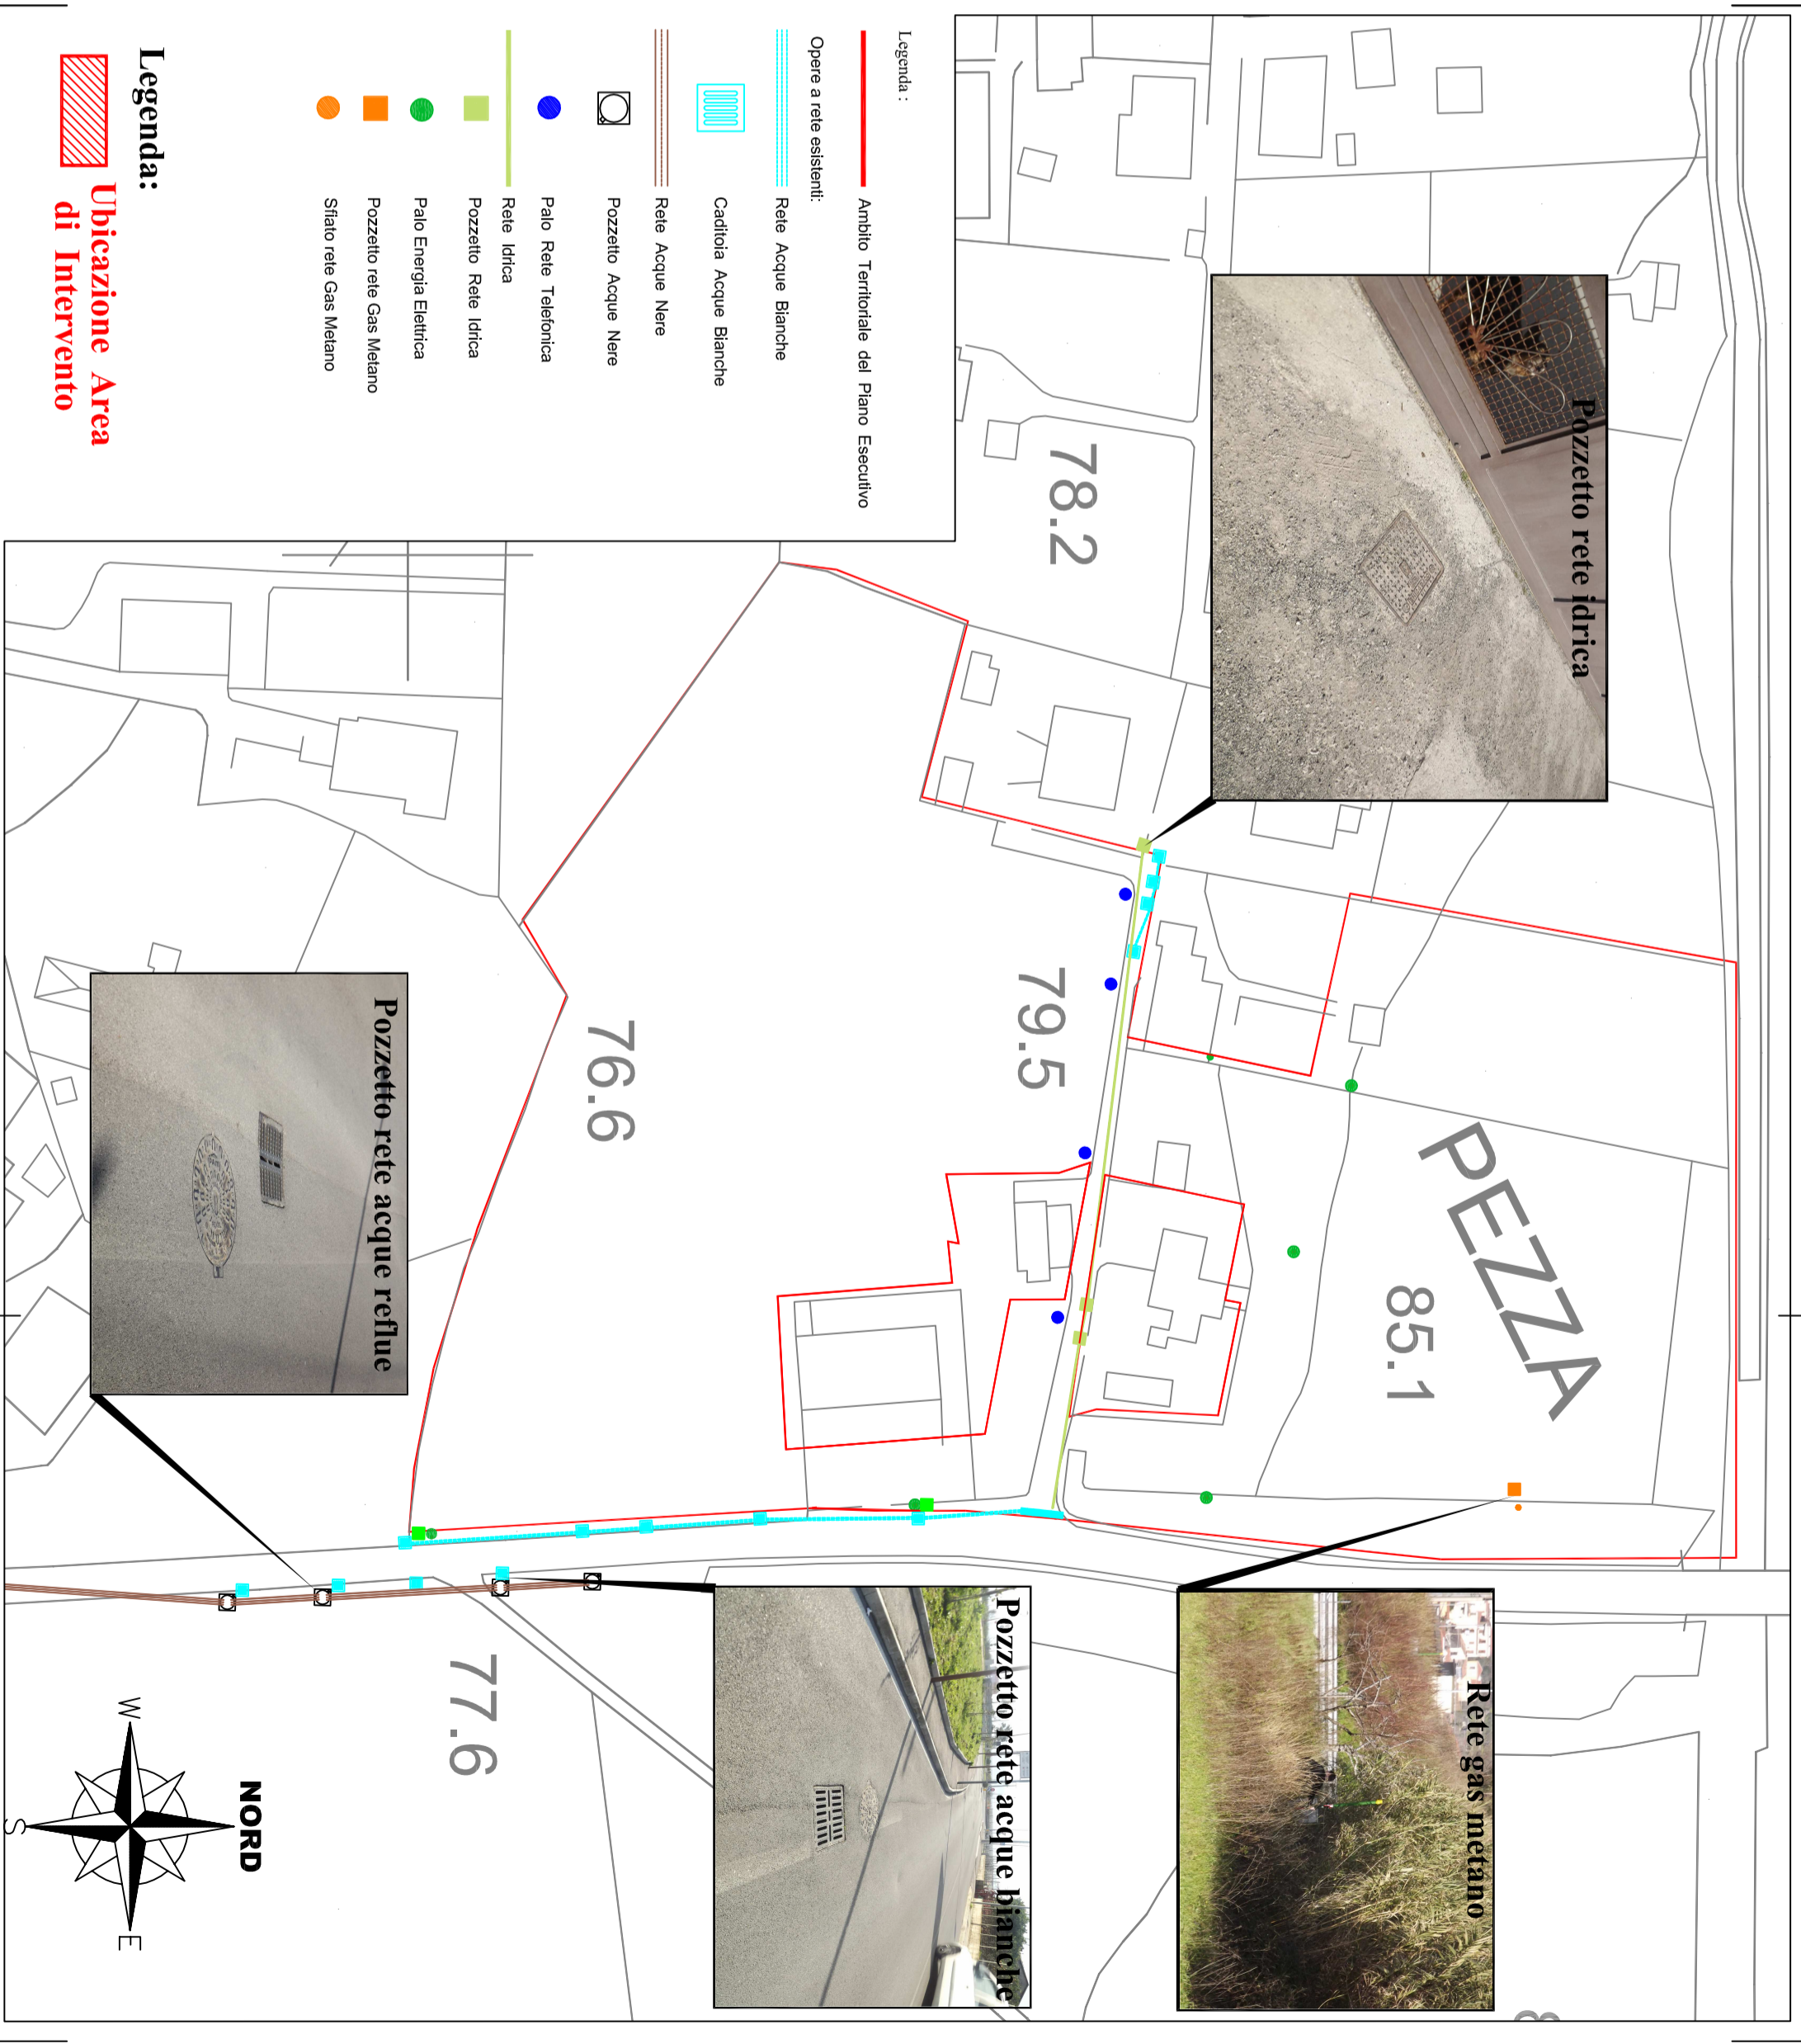 Legenda :
Ambito Territoriale del Piano Esecutivo
Opere a rete esistenti:
Rete Acque Bianche
Caditoia Acque Bianche
Rete Acque Nere
Pozzetto Acque Nere
Palo Rete Telefonica
Rete Idrica
Pozzetto Rete Idrica
Palo Energia Elettrica
Pozzetto rete Gas Metano
Sfiato rete Gas Metano
Legenda:
Ubicazione Area
di Intervento
Pozzetto rete idrica
78.2
79.5
76.6
PEZZA
85.1
77.6
Pozzetto rete acque reflue
Pozzetto rete acque bianche
Rete gas metano
NORD
W
E
S